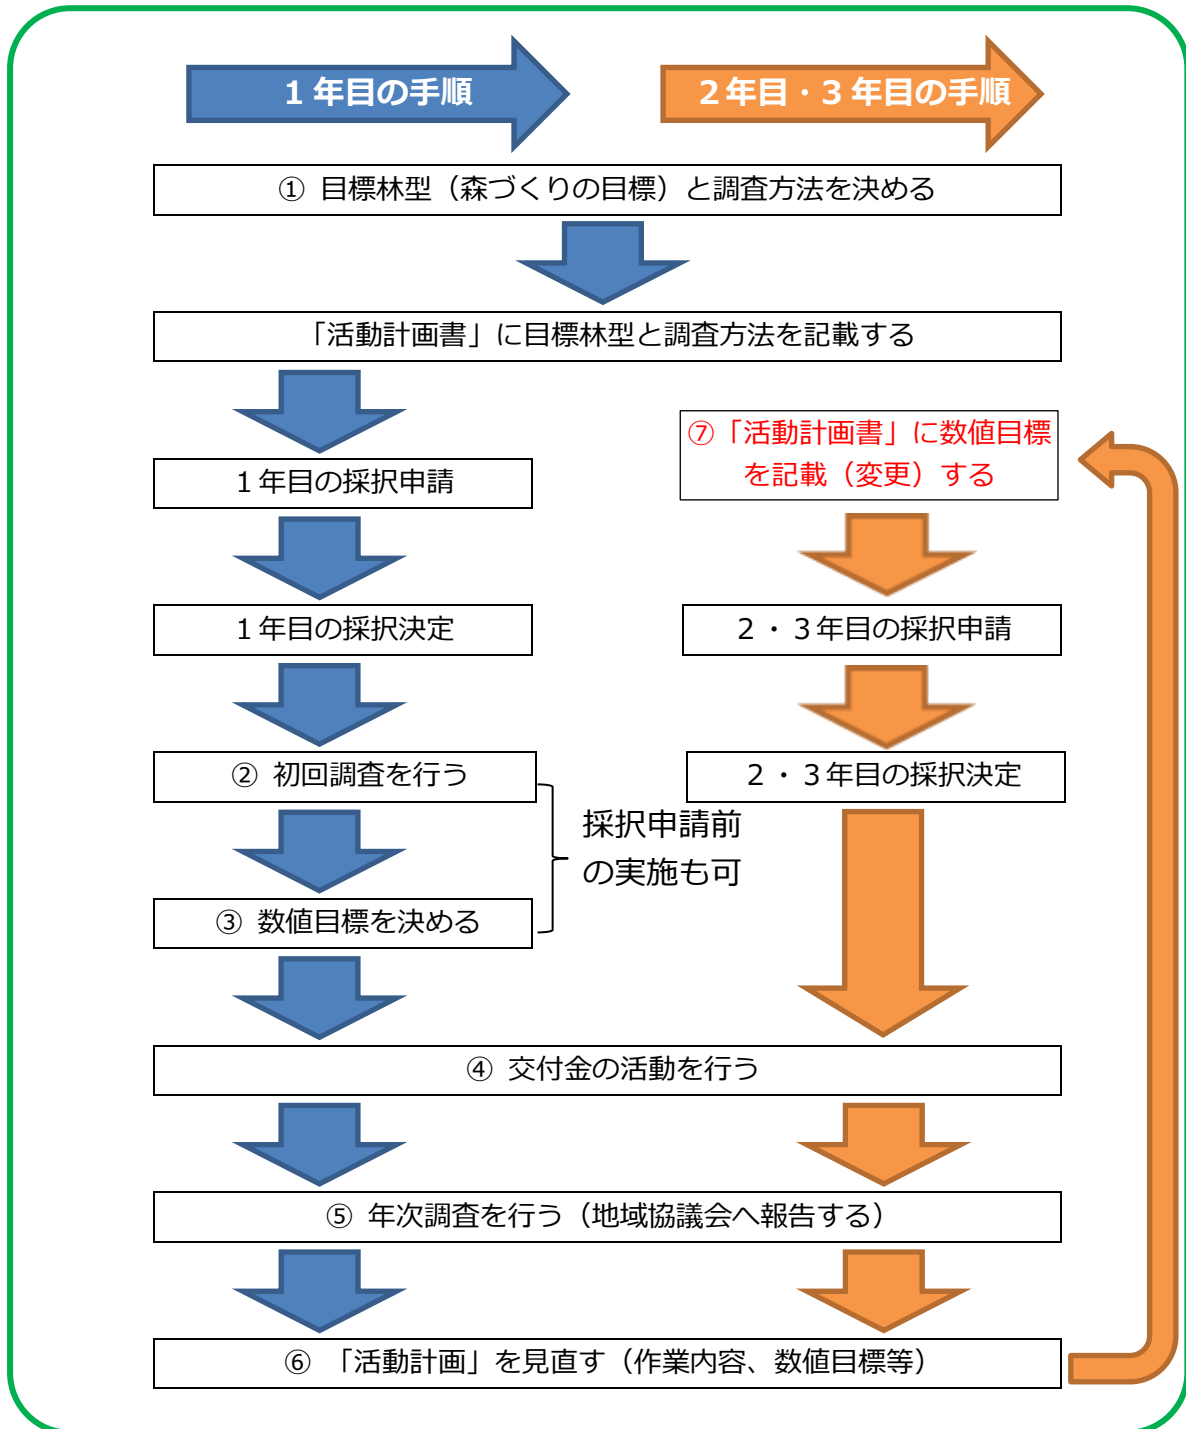 1年目の手順
2年目・3年目の手順
① 目標林型（森づくりの目標）と調査方法を決める
「活動計画書」に目標林型と調査方法を記載する
1年目の採択申請
1年目の採択決定
② 初回調査を行う
③ 数値目標を決める
採択申請前
の実施も可
⑦「活動計画書」に数値目標
を記載（変更）する
2・3年目の採択申請
2・3年目の採択決定
④ 交付金の活動を行う
⑤ 年次調査を行う（地域協議会へ報告する）
⑥ 「活動計画」を見直す（作業内容、数値目標等）